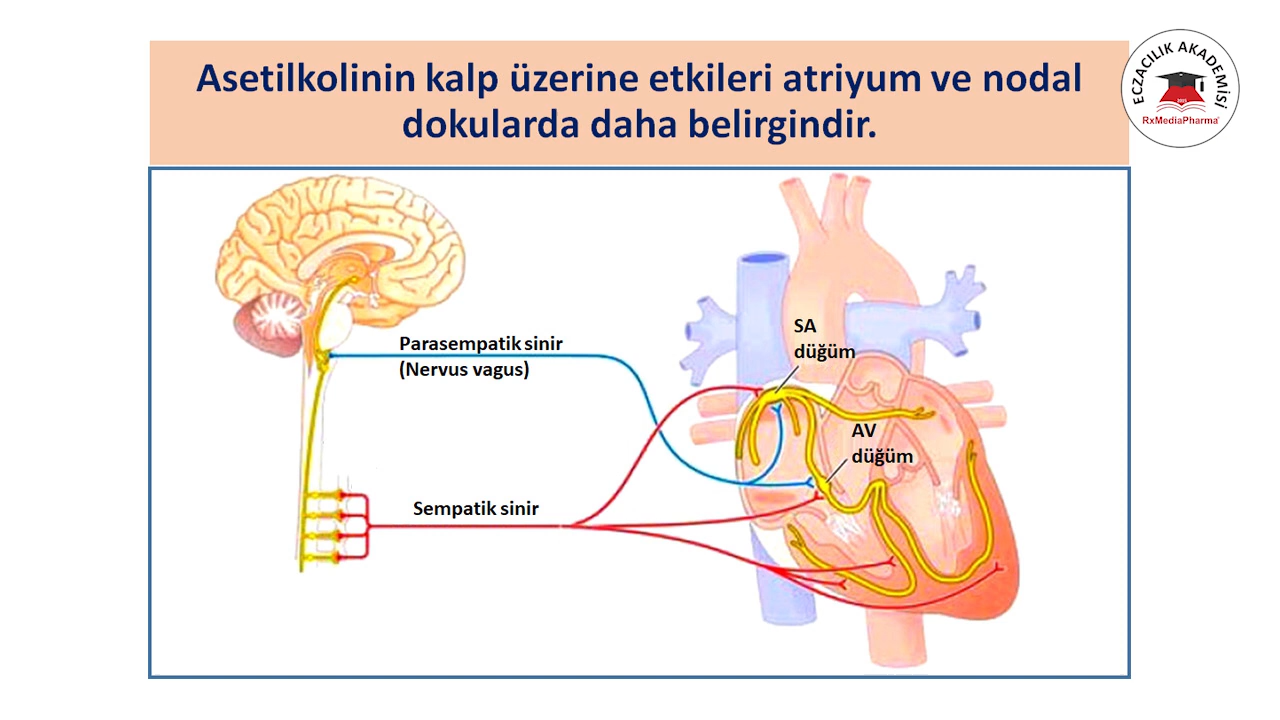 Asetilkolinin kalp üzerine etkileri atriyum ve nodal
dokularda daha belirgindir.
ECZACILIK AKADEMİSİ
2021
RxMediaPharma
SA
düğüm
Parasempatik sinir
(Nervus vagus)
AV
düğüm
Sempatik sinir